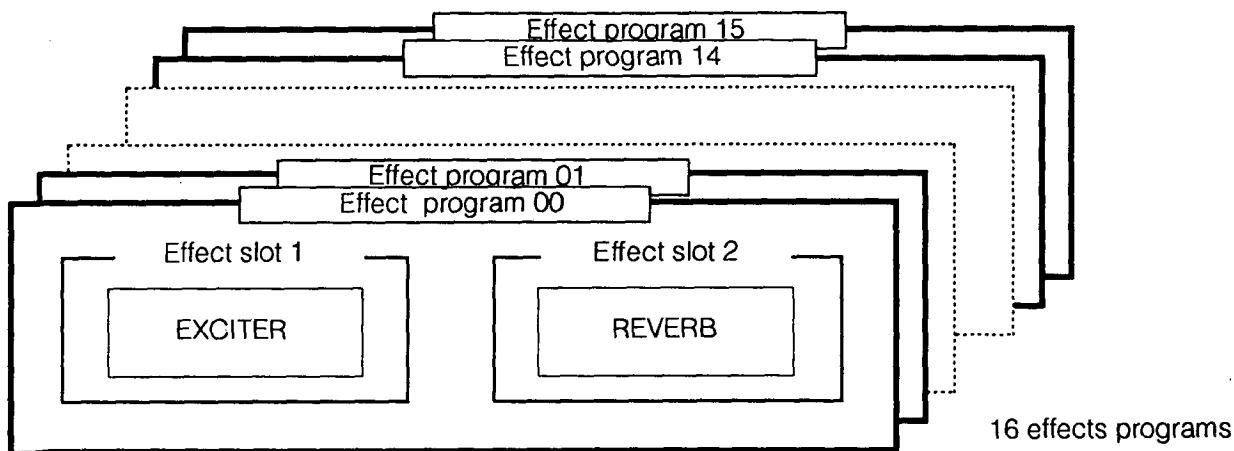 Effect program 15
Effect program 14
Effect program 01
Effect program 00
Effect slot 1
Effect slot 2
EXCITER
REVERB
16 effects programs